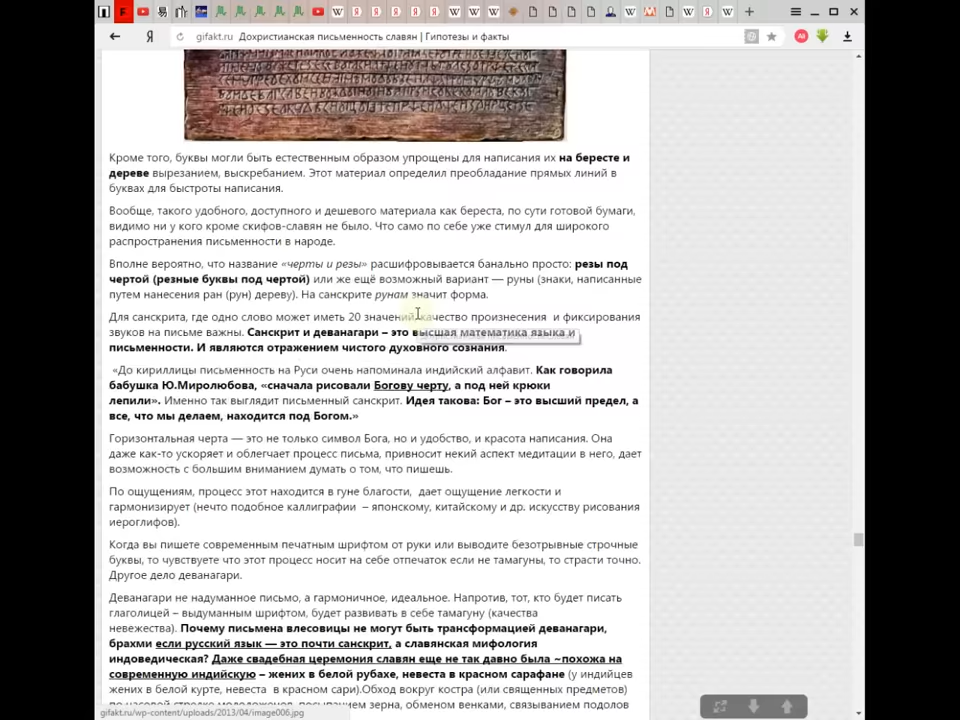 gifakt.ru Дохристианская письменность славян | Гипотезы и факты
Кроме того, буквы могли быть естественным образом упрощены для написания их на бересте и
дереве вырезанием, выскребанием. Этот материал определил преобладание прямых линий в
буквах для быстроты написания.
Вообще, такого удобного, доступного и дешевого материала как береста, по сути готовой бумаги,
видимо ни у кого кроме скифов-славян не было. Что само по себе уже стимул для широкого
распространения письменности в народе.
Вполне вероятно, что название «черты и резы» расшифровывается банально просто: резы под
чертой (резные буквы под чертой) или же ещё возможный вариант — руны (знаки, написанные
путем нанесения ран (рун) дереву). На санскрите рунам значит форма.
Для санскрита, где одно слово может иметь 20 значений, качество произнесения и фиксирования
звуков на письме важны. Санскрит и деванагари – это высшая математика языка и
письменности. И являются отражением чистого духовного сознания.
«До кириллицы письменность на Руси очень напоминала индийский алфавит. Как говорила
бабушка Ю.Миролюбова, «сначала рисовали Богову черту, а под ней крюки
лепили». Именно так выглядит письменный санскрит. Идея такова: Бог – это высший предел, а
все, что мы делаем, находится под Богом.»
Горизонтальная черта — это не только символ Бога, но и удобство, и красота написания. Она
даже как-то ускоряет и облегчает процесс письма, привносит некий аспект медитации в него, дает
возможность с большим вниманием думать о том, что пишешь.
По ощущениям, процесс этот находится в гуне благости, дает ощущение легкости и
гармонизирует (нечто подобное каллиграфии – японскому, китайскому и др. искусству рисования
иероглифов).
Когда вы пишете современным печатным шрифтом от руки или выводите безотрывные строчные
буквы, то чувствуете что этот процесс носит на себе отпечаток если не тамагуны, то страсти точно.
Другое дело деванагари.
Деванагари не надуманное письмо, а гармоничное, идеальное. Напротив, тот, кто будет писать
глаголицей – выдуманным шрифтом, будет развивать в себе тамагуну (качества
невежества). Почему письмена влесовицы не могут быть трансформацией деванагари,
брахми если русский язык — это почти санскрит, а славянская мифология
индоведическая? Даже свадебная церемония славян еще не так давно была ~похожа на
современную индийскую – жених в белой рубахе, невеста в красном сарафане (у индийцев
жених в белой курте, невеста в красном сари).Обход вокруг костра (или священных предметов)
по часовой стрелке молодоженов, посыпанием зерна, обменом венками, связыванием подолов
gifakt.ru/wp-content/uploads/2013/04/image006.jpg